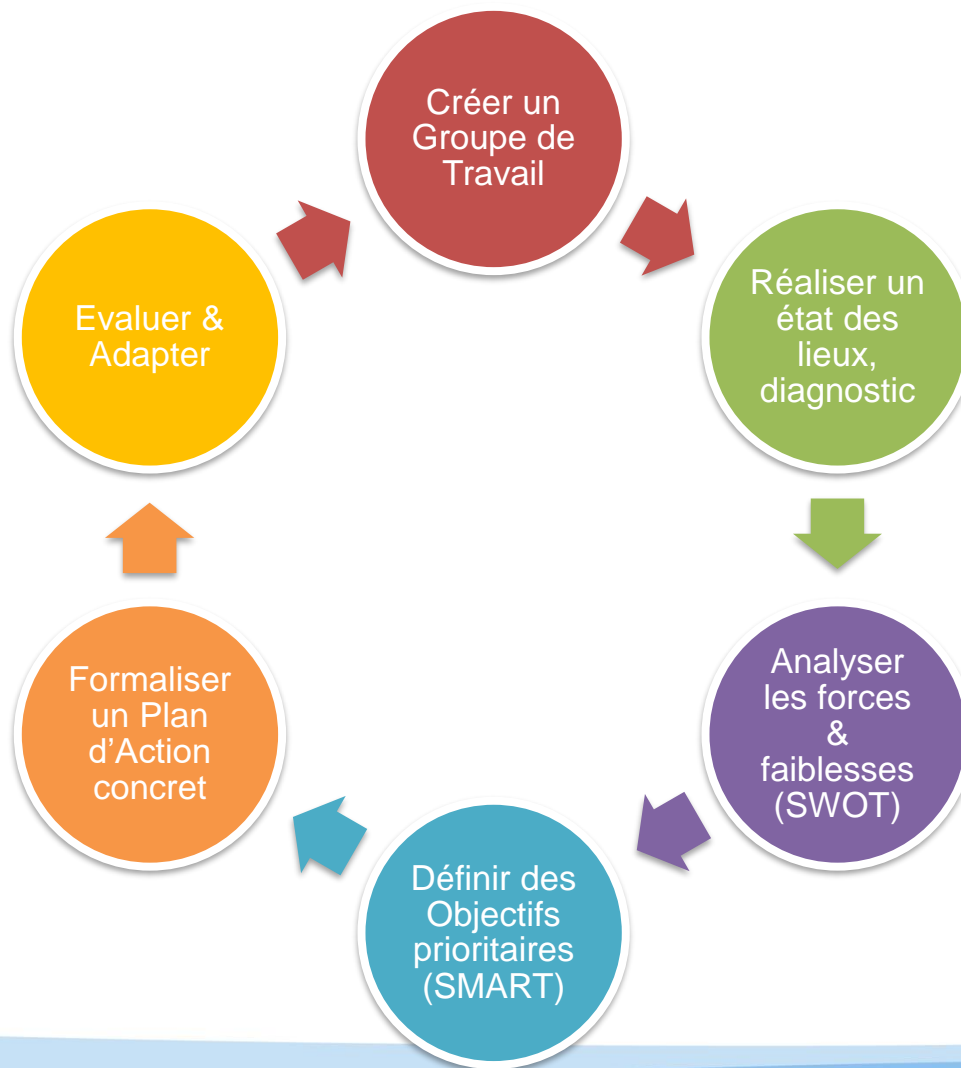 Créer un
Groupe de
Travail
Réaliser un
état des
lieux,
diagnostic
Analyser
les forces
&
faiblesses
(SWOT)
Définir des
Objectifs
prioritaires
(SMART)
Formaliser
un Plan
d’Action
concret
Evaluer &
Adapter